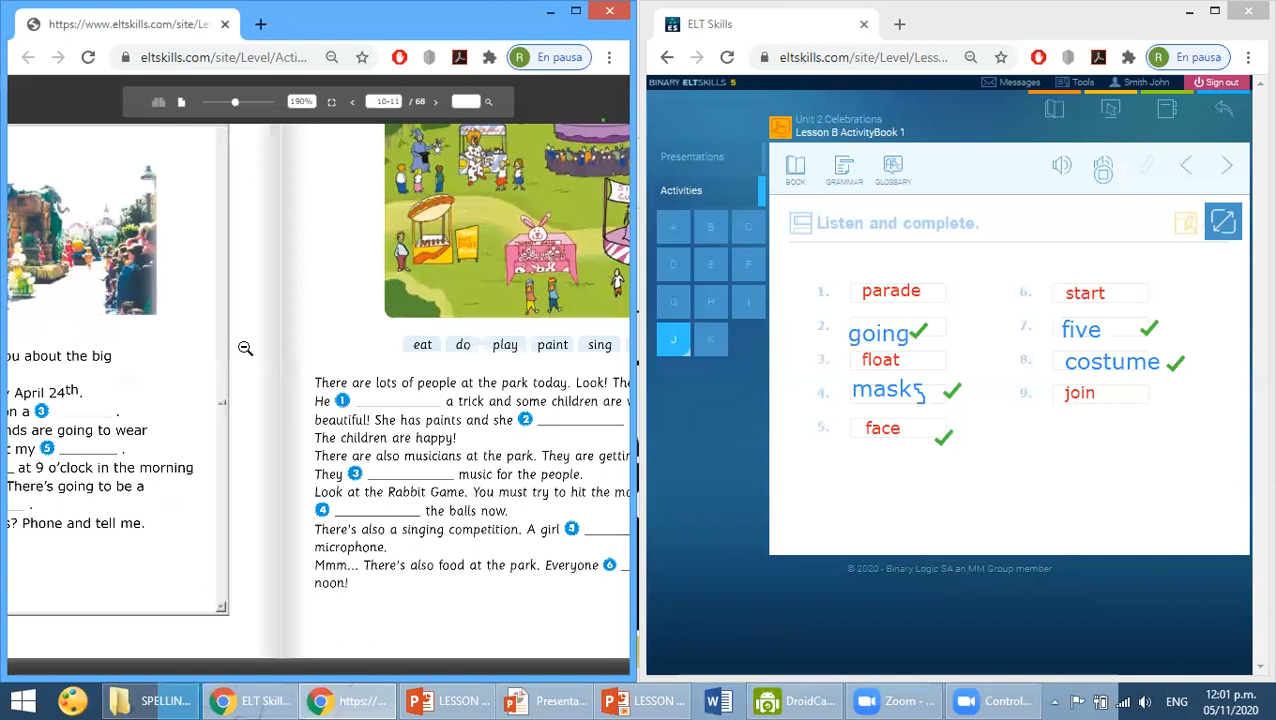 https://www.eltskills.com/site/Le
ELT Skills
eltskills.com/site/Level/Acti...
R En pausa
eltskills.com/site/Level/Less...
R En pausa
BINARY ELTSKILLS 5
Messages
Tools
Smith John
Sign out
190%
10-11 / 68
Unit 2 Celebrations
Lesson B ActivityBook 1
Presentations
Activities
BOOK
GRAMMAR
GLOSSARY
A B C
D E F
G H I
J K
Listen and complete.
1. parade
2. going
3. float
4. masks
5. face
6. start
7. five
8. costume
9. join
© 2020 - Binary Logic SA an MM Group member
ou about the big
y April 24th.
on a 3 ______ .
nds are going to wear
t my 5 ______ .
_ at 9 o'clock in the morning
There's going to be a
___ .
s? Phone and tell me.
eat do play paint sing
There are lots of people at the park today. Look! The
He 1 ____________ a trick and some children are w
beautiful! She has paints and she 2 ____________
The children are happy!
There are also musicians at the park. They are gettin
They 3 ____________ music for the people.
Look at the Rabbit Game. You must try to hit the mo
4 ____________ the balls now.
There's also a singing competition. A girl 5 ______
microphone.
Mmm... There's also food at the park. Everyone 6 _
noon!
SPELLIN...
ELT Skill...
https://...
LESSON ...
Presenta...
LESSON ...
DroidCa...
Zoom - ...
Control...
ENG
12:01 p.m.
05/11/2020